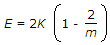 E = 2K (1 - 2/m)